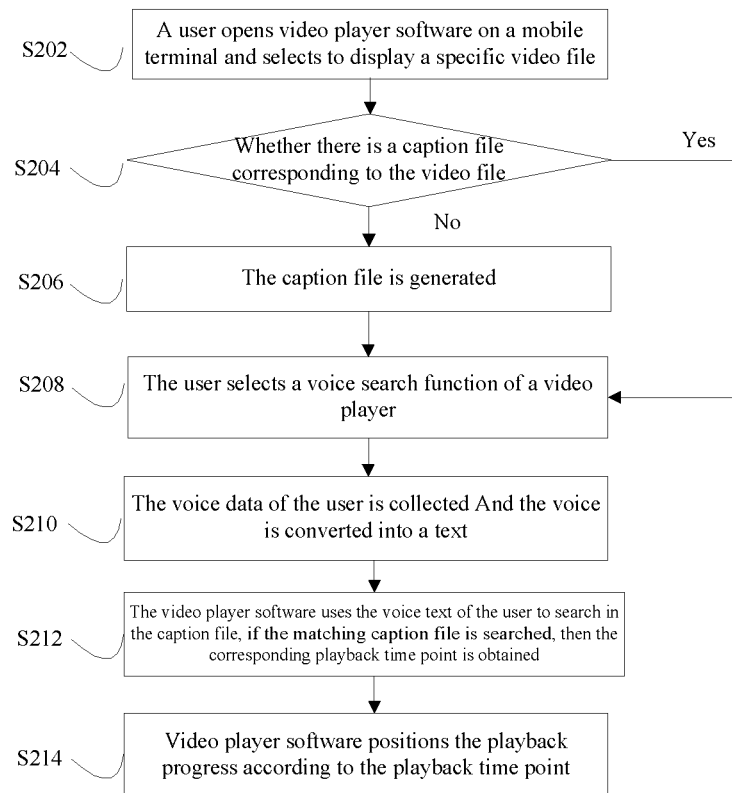 A user opens video player software on a mobile
terminal and selects to display a specific video file
S202
Whether there is a caption file
corresponding to the video file
Yes
S204
No
The caption file is generated
S206
The user selects a voice search function of a video
player
S208
The voice data of the user is collected And the voice
is converted into a text
S210
The video player software uses the voice text of the user to search in
the caption file, if the matching caption file is searched, then the
corresponding playback time point is obtained
S212
Video player software positions the playback
progress according to the playback time point
S214